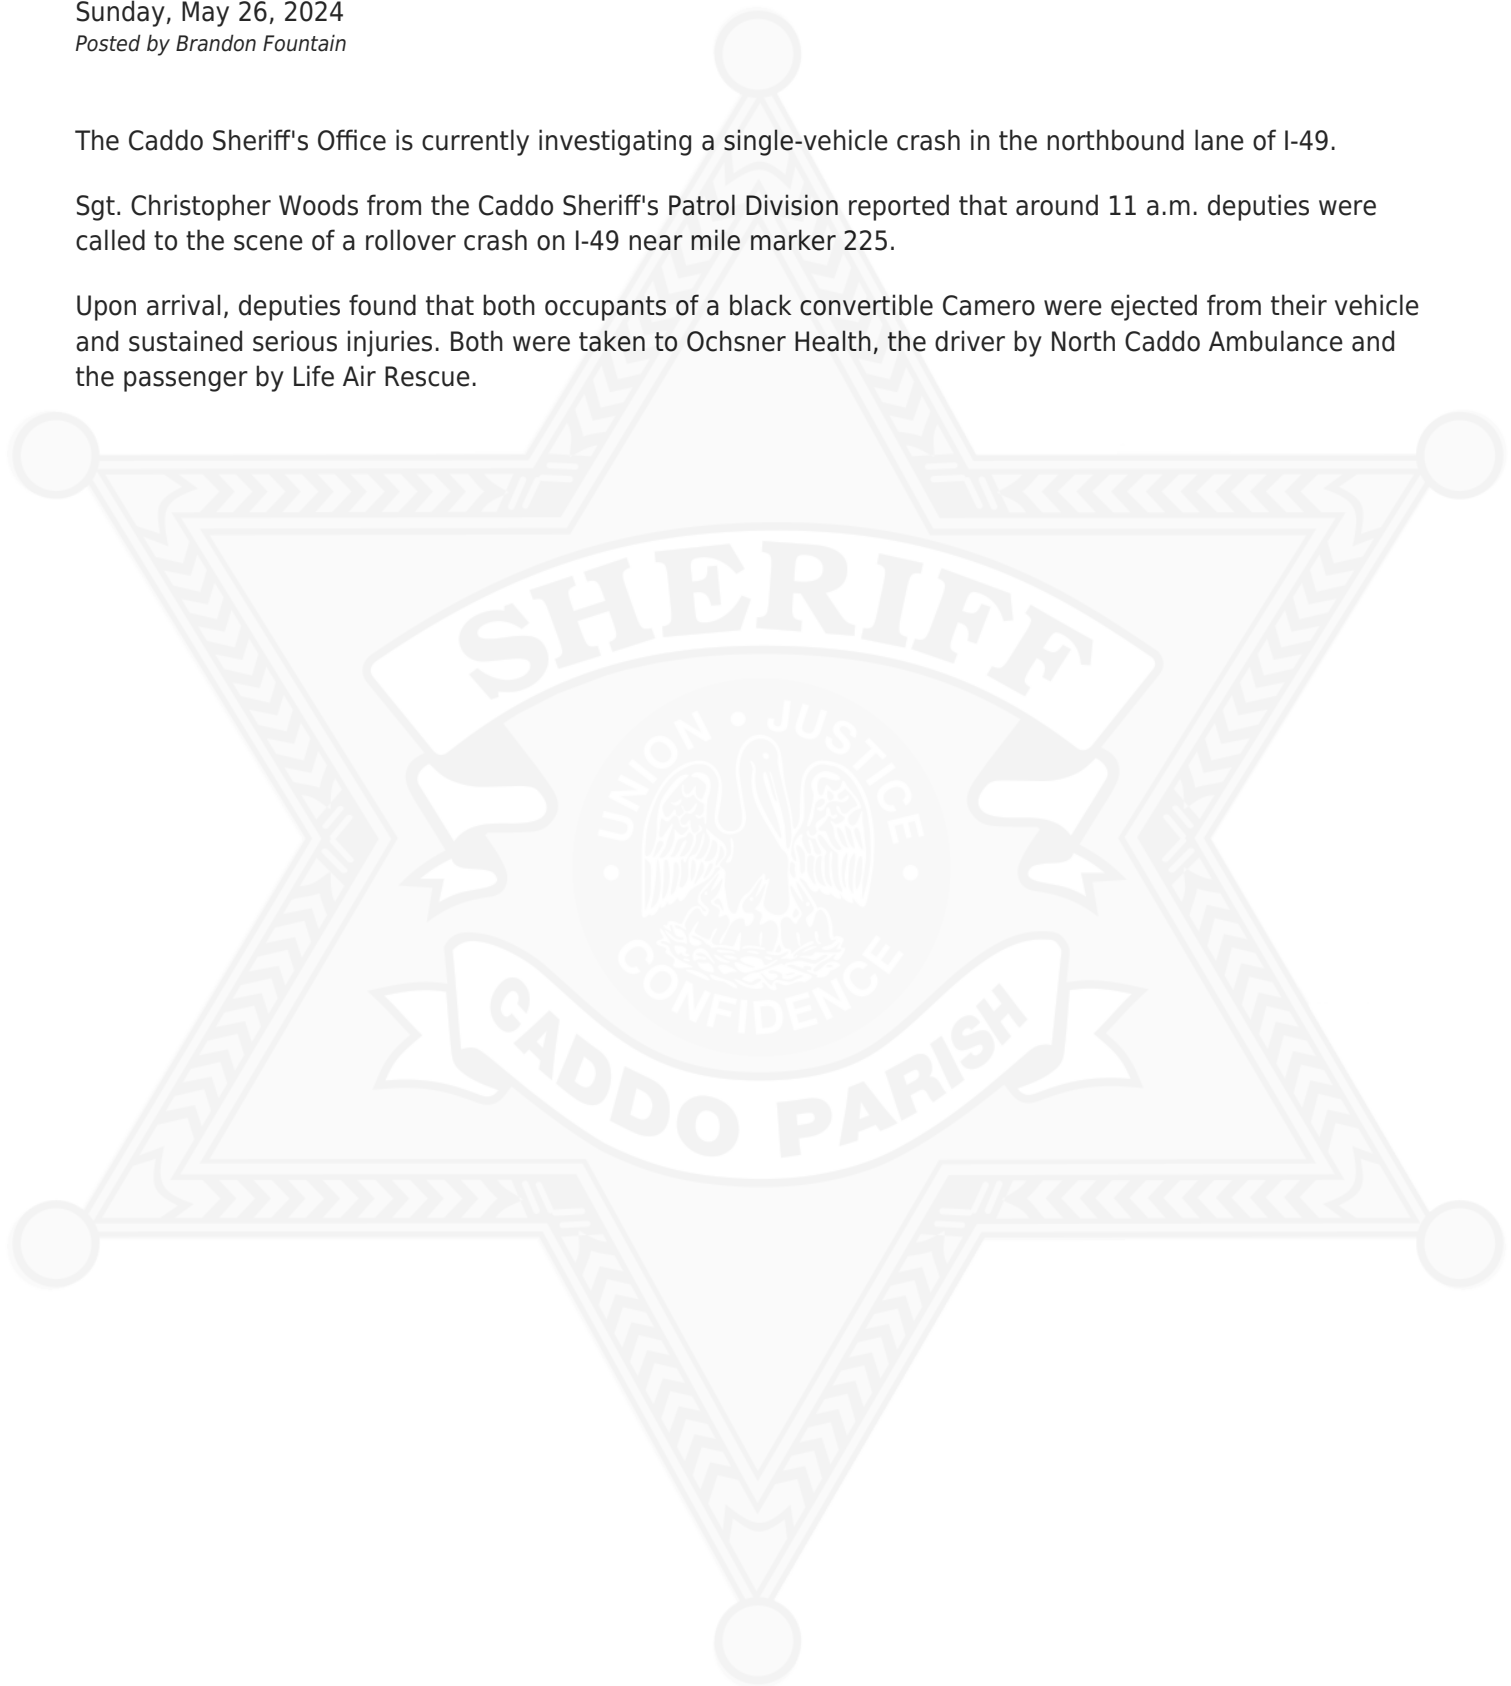 Sunday, May 26, 2024
Posted by Brandon Fountain
The Caddo Sheriff's Office is currently investigating a single-vehicle crash in the northbound lane of I-49.
Sgt. Christopher Woods from the Caddo Sheriff's Patrol Division reported that around 11 a.m. deputies were
called to the scene of a rollover crash on I-49 near mile marker 225.
Upon arrival, deputies found that both occupants of a black convertible Camero were ejected from their vehicle
and sustained serious injuries. Both were taken to Ochsner Health, the driver by North Caddo Ambulance and
the passenger by Life Air Rescue.
SHERIFF
UNION • JUSTICE
• CONFIDENCE •
CADDO PARISH